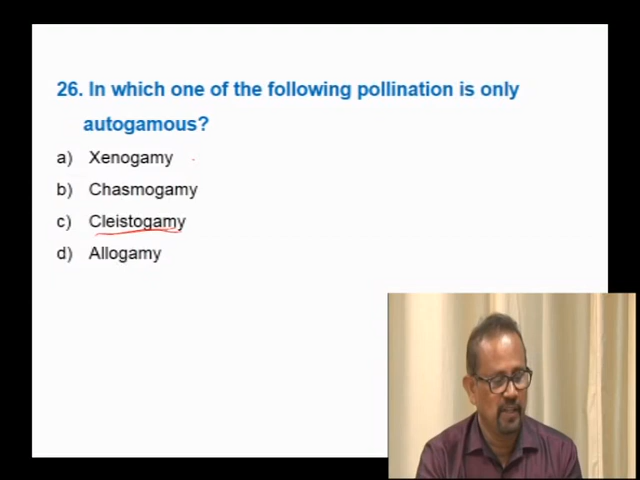 26. In which one of the following pollination is only
autogamous?
a) Xenogamy
b) Chasmogamy
c) Cleistogamy
d) Allogamy